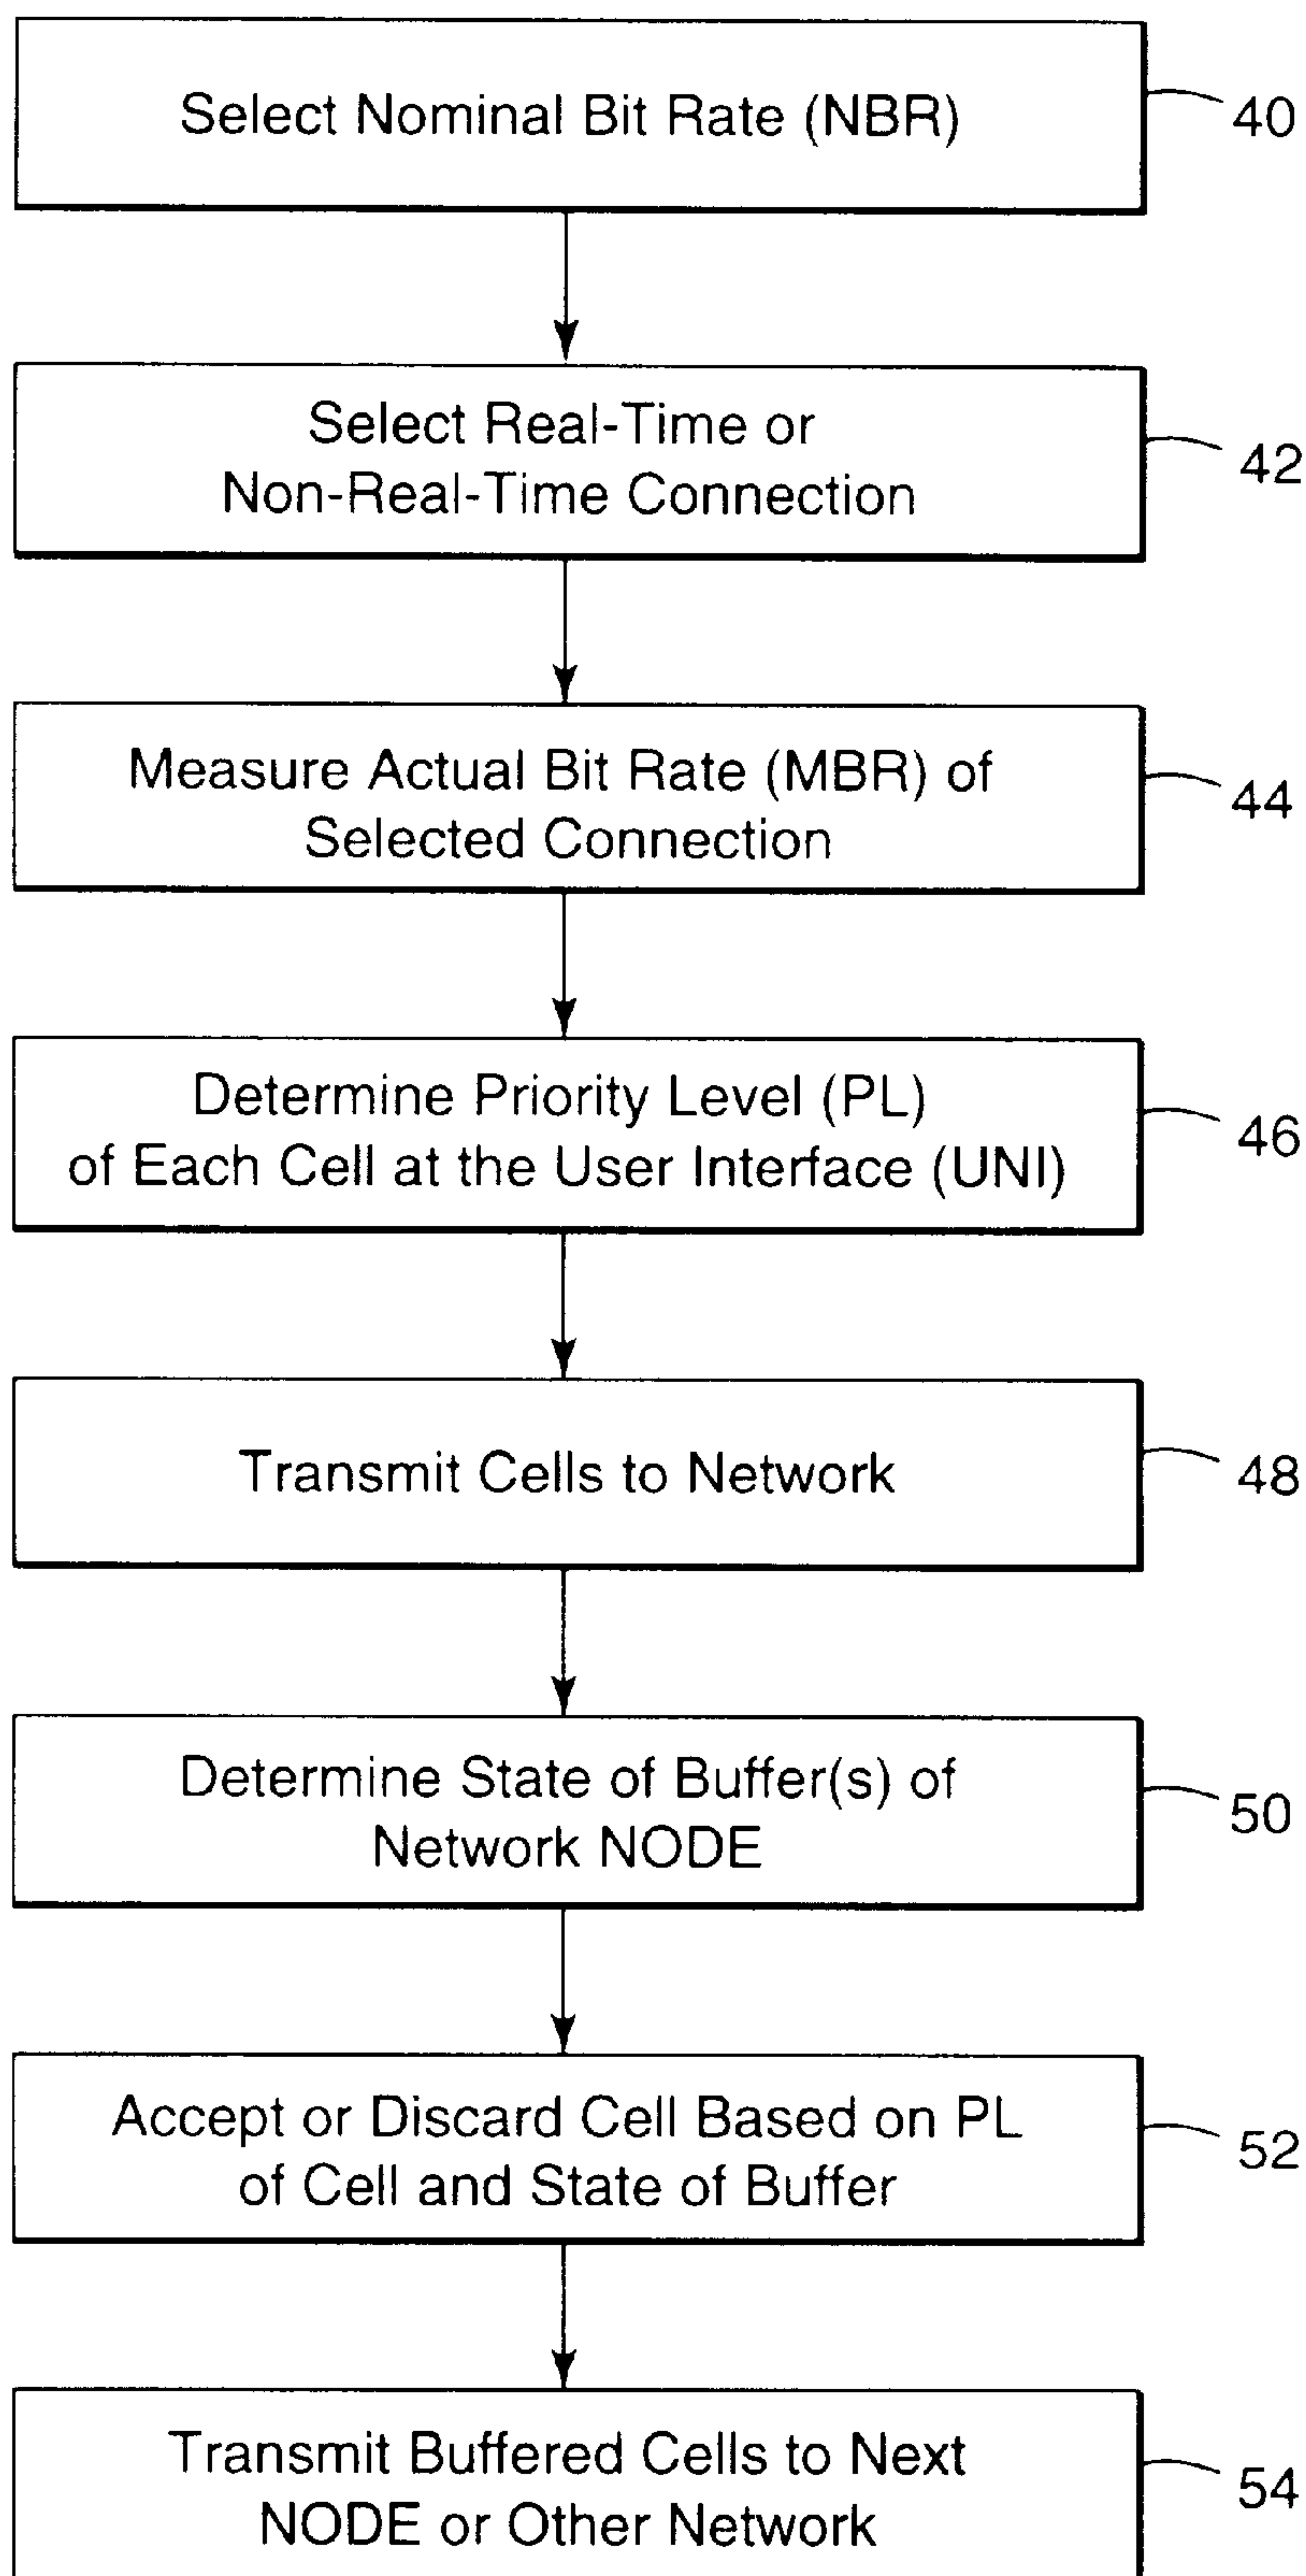 Select Nominal Bit Rate (NBR)
40
Select Real-Time or
Non-Real-Time Connection
42
Measure Actual Bit Rate (MBR) of
Selected Connection
44
Determine Priority Level (PL)
of Each Cell at the User Interface (UNI)
46
Transmit Cells to Network
48
Determine State of Buffer(s) of
Network NODE
50
Accept or Discard Cell Based on PL
of Cell and State of Buffer
52
Transmit Buffered Cells to Next
NODE or Other Network
54